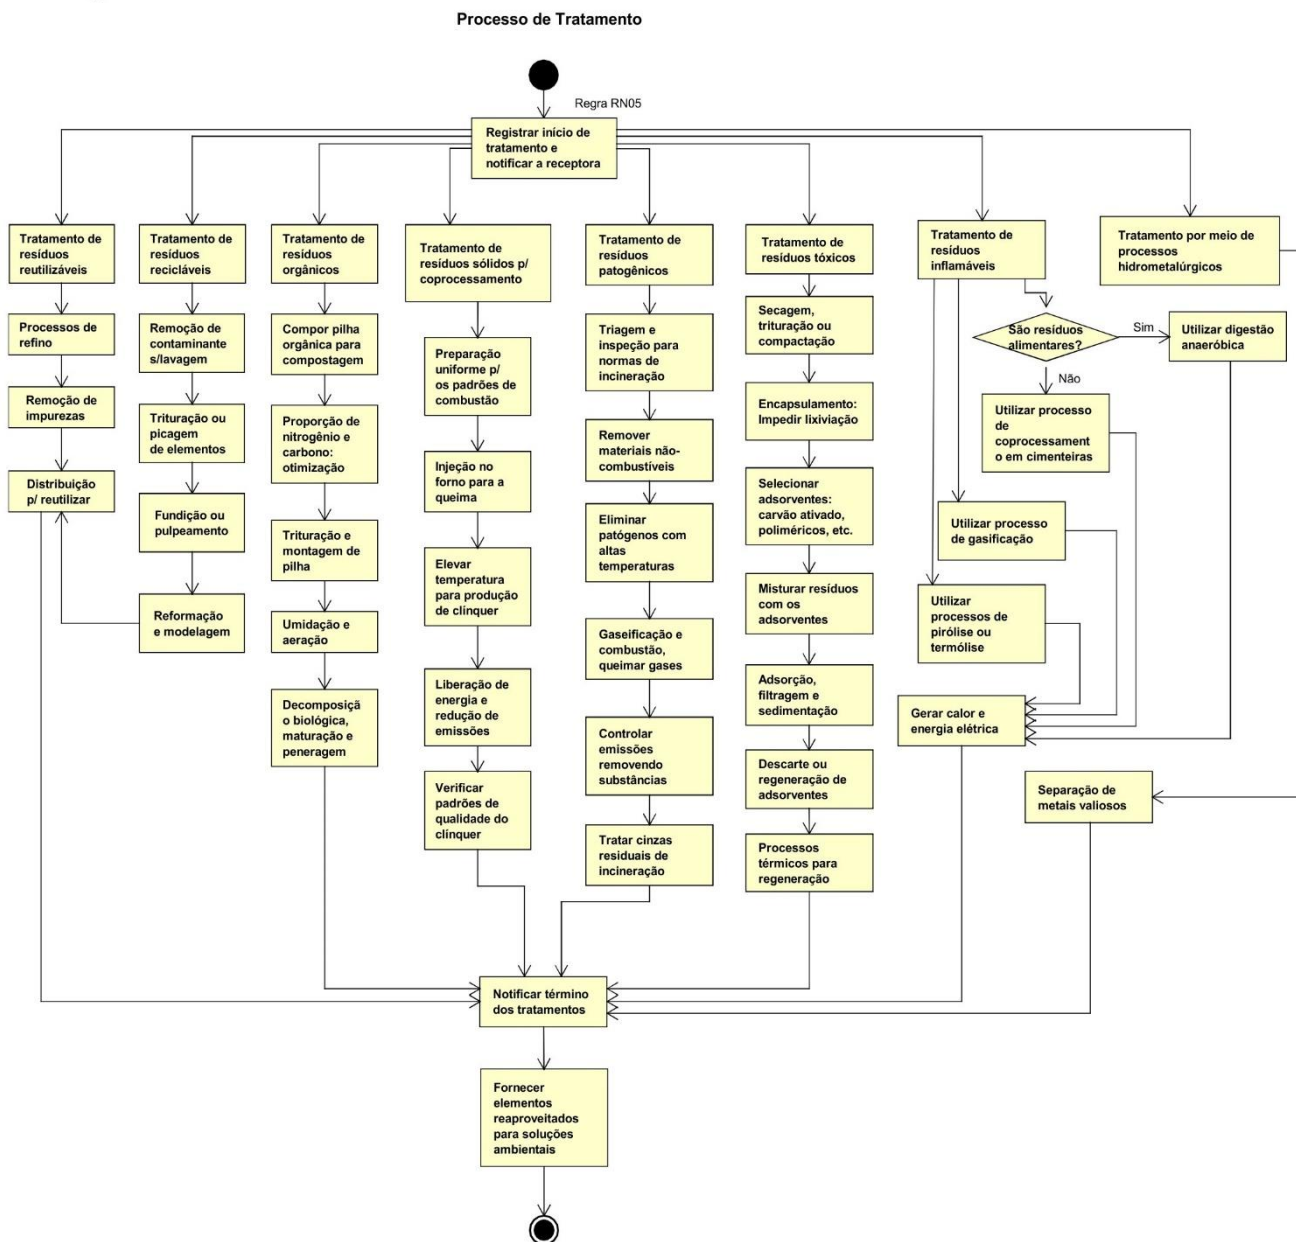 Processo de Tratamento
Regra RN05
Registrar início de
tratamento e
notificar a receptora
Tratamento de
resíduos
reutilizáveis
Processos de
refino
Remoção de
impurezas
Distribuição
p/ reutilizar
Tratamento de
resíduos
recicláveis
Remoção de
contaminante
s/lavagem
Trituração ou
picagem
de elementos
Fundição ou
pulpeamento
Reformação
e modelagem
Tratamento de
resíduos
orgânicos
Compor pilha
orgânica para
compostagem
Proporção de
nitrogênio e
carbono:
otimização
Trituração e
montagem de
pilha
Umidação e
aeração
Decomposiçã
o biológica,
maturação e
peneragem
Tratamento de
resíduos sólidos p/
coprocessamento
Preparação
uniforme p/
os padrões de
combustão
Injeção no
forno para a
queima
Elevar
temperatura
para produção
de clínquer
Liberação de
energia e
redução de
emissões
Verificar
padrões de
qualidade do
clínquer
Tratamento de
resíduos
patogênicos
Triagem e
inspeção para
normas de
incineração
Remover
materiais não-
combustíveis
Eliminar
patógenos com
altas
temperaturas
Gaseificação e
combustão,
queimar gases
Controlar
emissões
removendo
substâncias
Tratar cinzas
residuais de
incineração
Tratamento de
resíduos tóxicos
Secagem,
trituração ou
compactação
Encapsulamento:
Impedir lixiviação
Selecionar
adsorventes:
carvão ativado,
poliméricos, etc.
Misturar resíduos
com os
adsorventes
Adsorção,
filtragem e
sedimentação
Descarte ou
regeneração de
adsorventes
Processos
térmicos para
regeneração
Tratamento de
resíduos
inflamáveis
São resíduos
alimentares?
Sim
Utilizar digestão
anaeróbica
Não
Utilizar processo
de
coprocessament
o em cimenteiras
Utilizar processo
de gasificação
Utilizar
processos de
pirólise ou
termólise
Gerar calor e
energia elétrica
Tratamento por meio de
processos
hidrometalúrgicos
Separação de
metais valiosos
Notificar término
dos tratamentos
Fornecer
elementos
reaproveitados
para soluções
ambientais